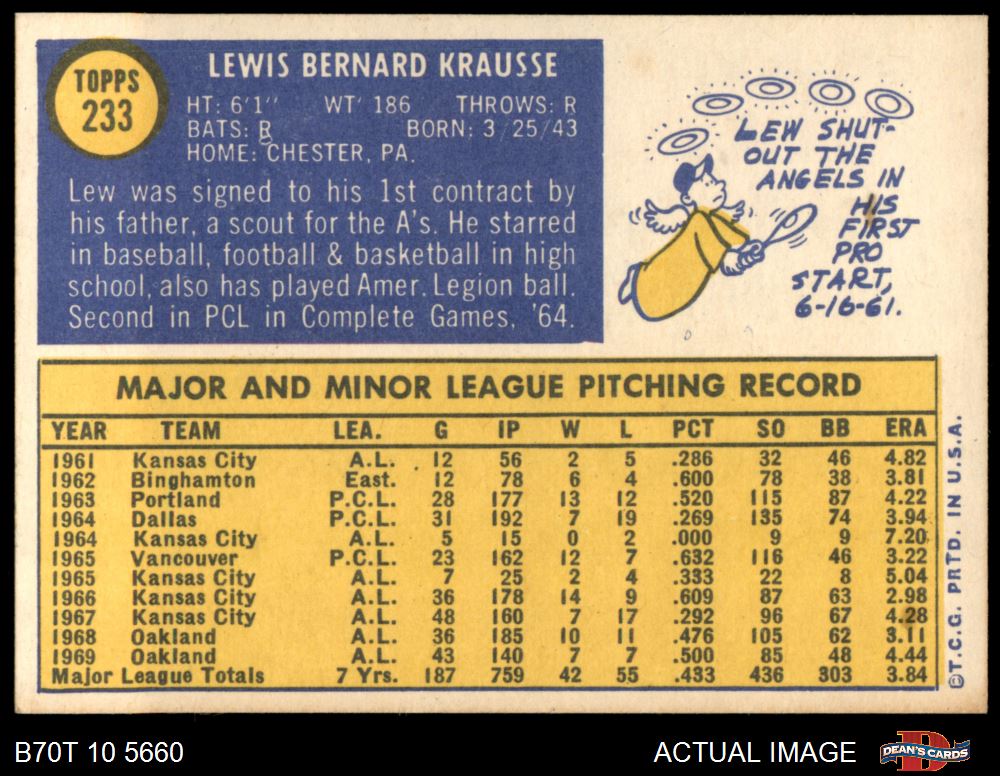 TOPPS
233
LEWIS BERNARD KRAUSSE
HT: 6'1" WT' 186 THROWS: R
BATS: R BORN: 3/25/43
HOME: CHESTER, PA.
Lew was signed to his 1st contract by
his father, a scout for the A's. He starred
in baseball, football & basketball in high
school, also has played Amer. Legion ball.
Second in PCL in Complete Games, '64.
LEW SHUT-
OUT THE
ANGELS IN
HIS
FIRST
PRO
START,
6-16-61.
MAJOR AND MINOR LEAGUE PITCHING RECORD
YEAR TEAM LEA. G IP W L PCT SO BB ERA
1961 Kansas City A.L. 12 56 2 5 .286 32 46 4.82
1962 Binghamton East. 12 78 6 4 .600 78 38 3.81
1963 Portland P.C.L. 28 177 13 12 .520 115 87 4.22
1964 Dallas P.C.L. 31 192 7 19 .269 135 74 3.94
1964 Kansas City A.L. 5 15 0 2 .000 9 9 7.20
1965 Vancouver P.C.L. 23 162 12 7 .632 116 46 3.22
1965 Kansas City A.L. 7 25 2 4 .333 22 8 5.04
1966 Kansas City A.L. 36 178 14 9 .609 87 63 2.98
1967 Kansas City A.L. 48 160 7 17 .292 96 67 4.28
1968 Oakland A.L. 36 185 10 11 .476 105 62 3.11
1969 Oakland A.L. 43 140 7 7 .500 85 48 4.44
Major League Totals 7 Yrs. 187 759 42 55 .433 436 303 3.84
©T.C.G. PRTD. IN U.S.A.
B70T 10 5660
ACTUAL IMAGE
DEAN'S CARDS